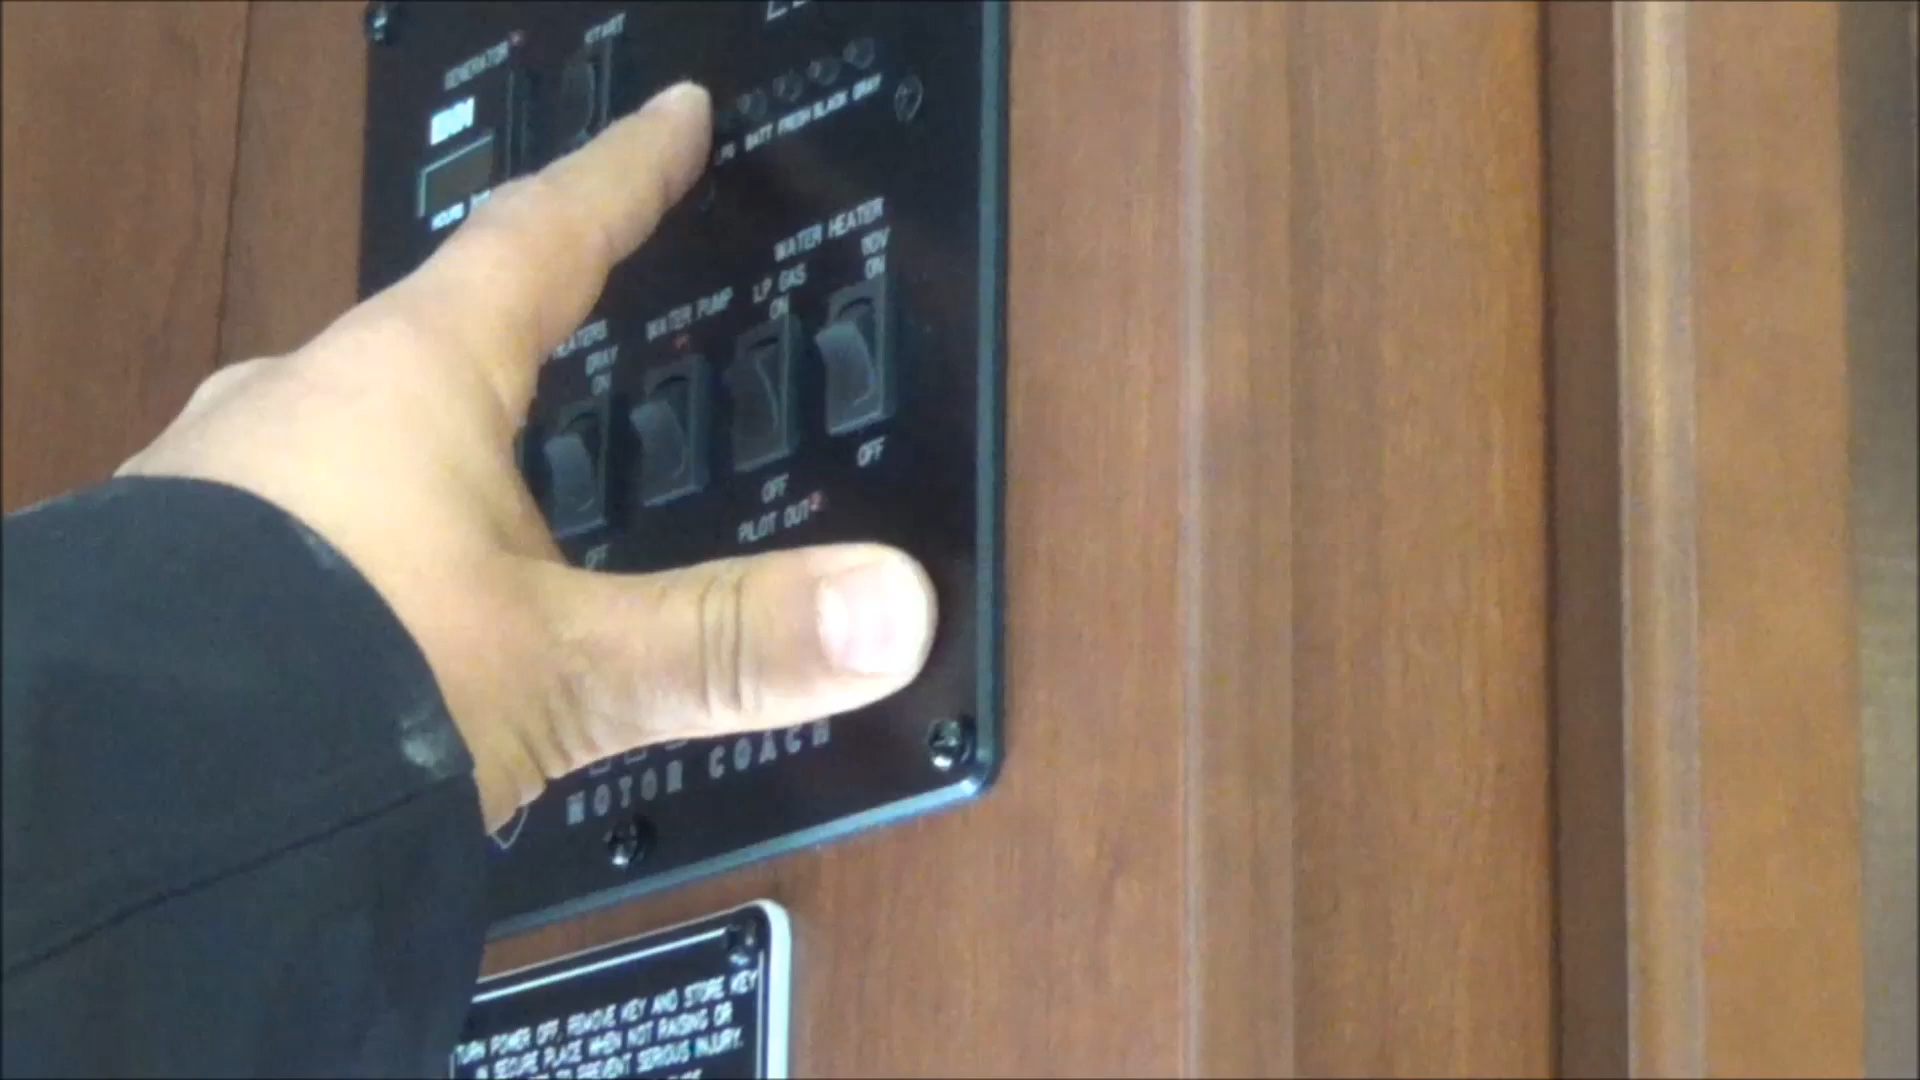 GENERATOR
START
HOURS
LPG BATT FRESH BLACK GRAY
WATER HEATER
110V
ON
LP GAS
ON
WATER PUMP
HEATERS
GRAY
ON
OFF
OFF
OFF
PILOT OUT
MOTOR COACH
TURN POWER OFF, REMOVE KEY AND STORE KEY
IN SECURE PLACE WHEN NOT RAISING OR
TO PREVENT SERIOUS INJURY.